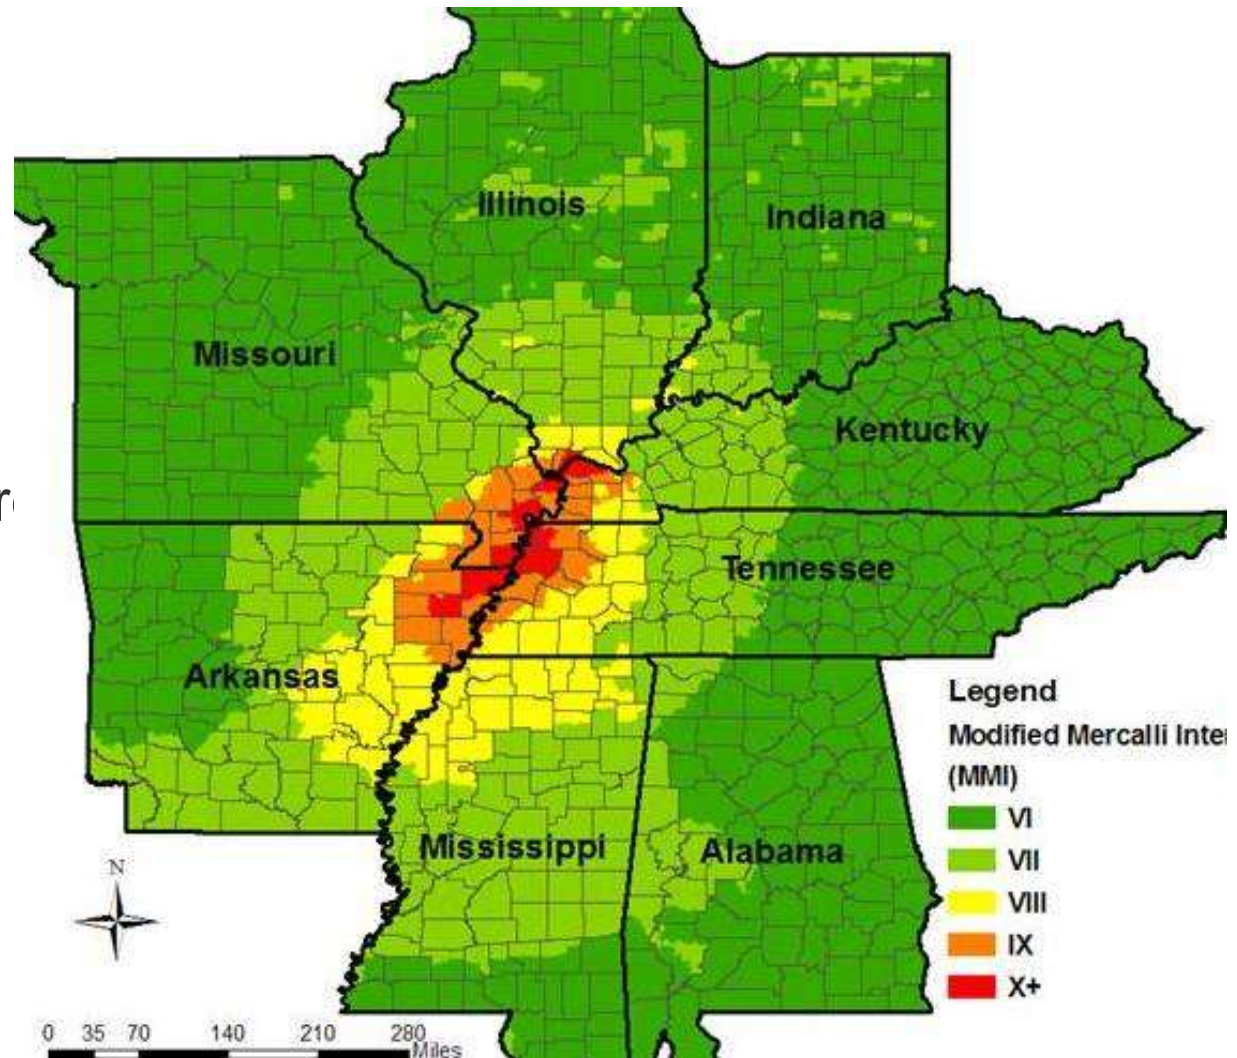 Illinois
Indiana
Missouri
Kentucky
r
Tennessee
Arkansas
Legend
Modified Mercalli Inte
(MMI)
VI
VII
VIII
IX
X+
Mississippi
Alabama
N
0 35 70 140 210 280
Miles